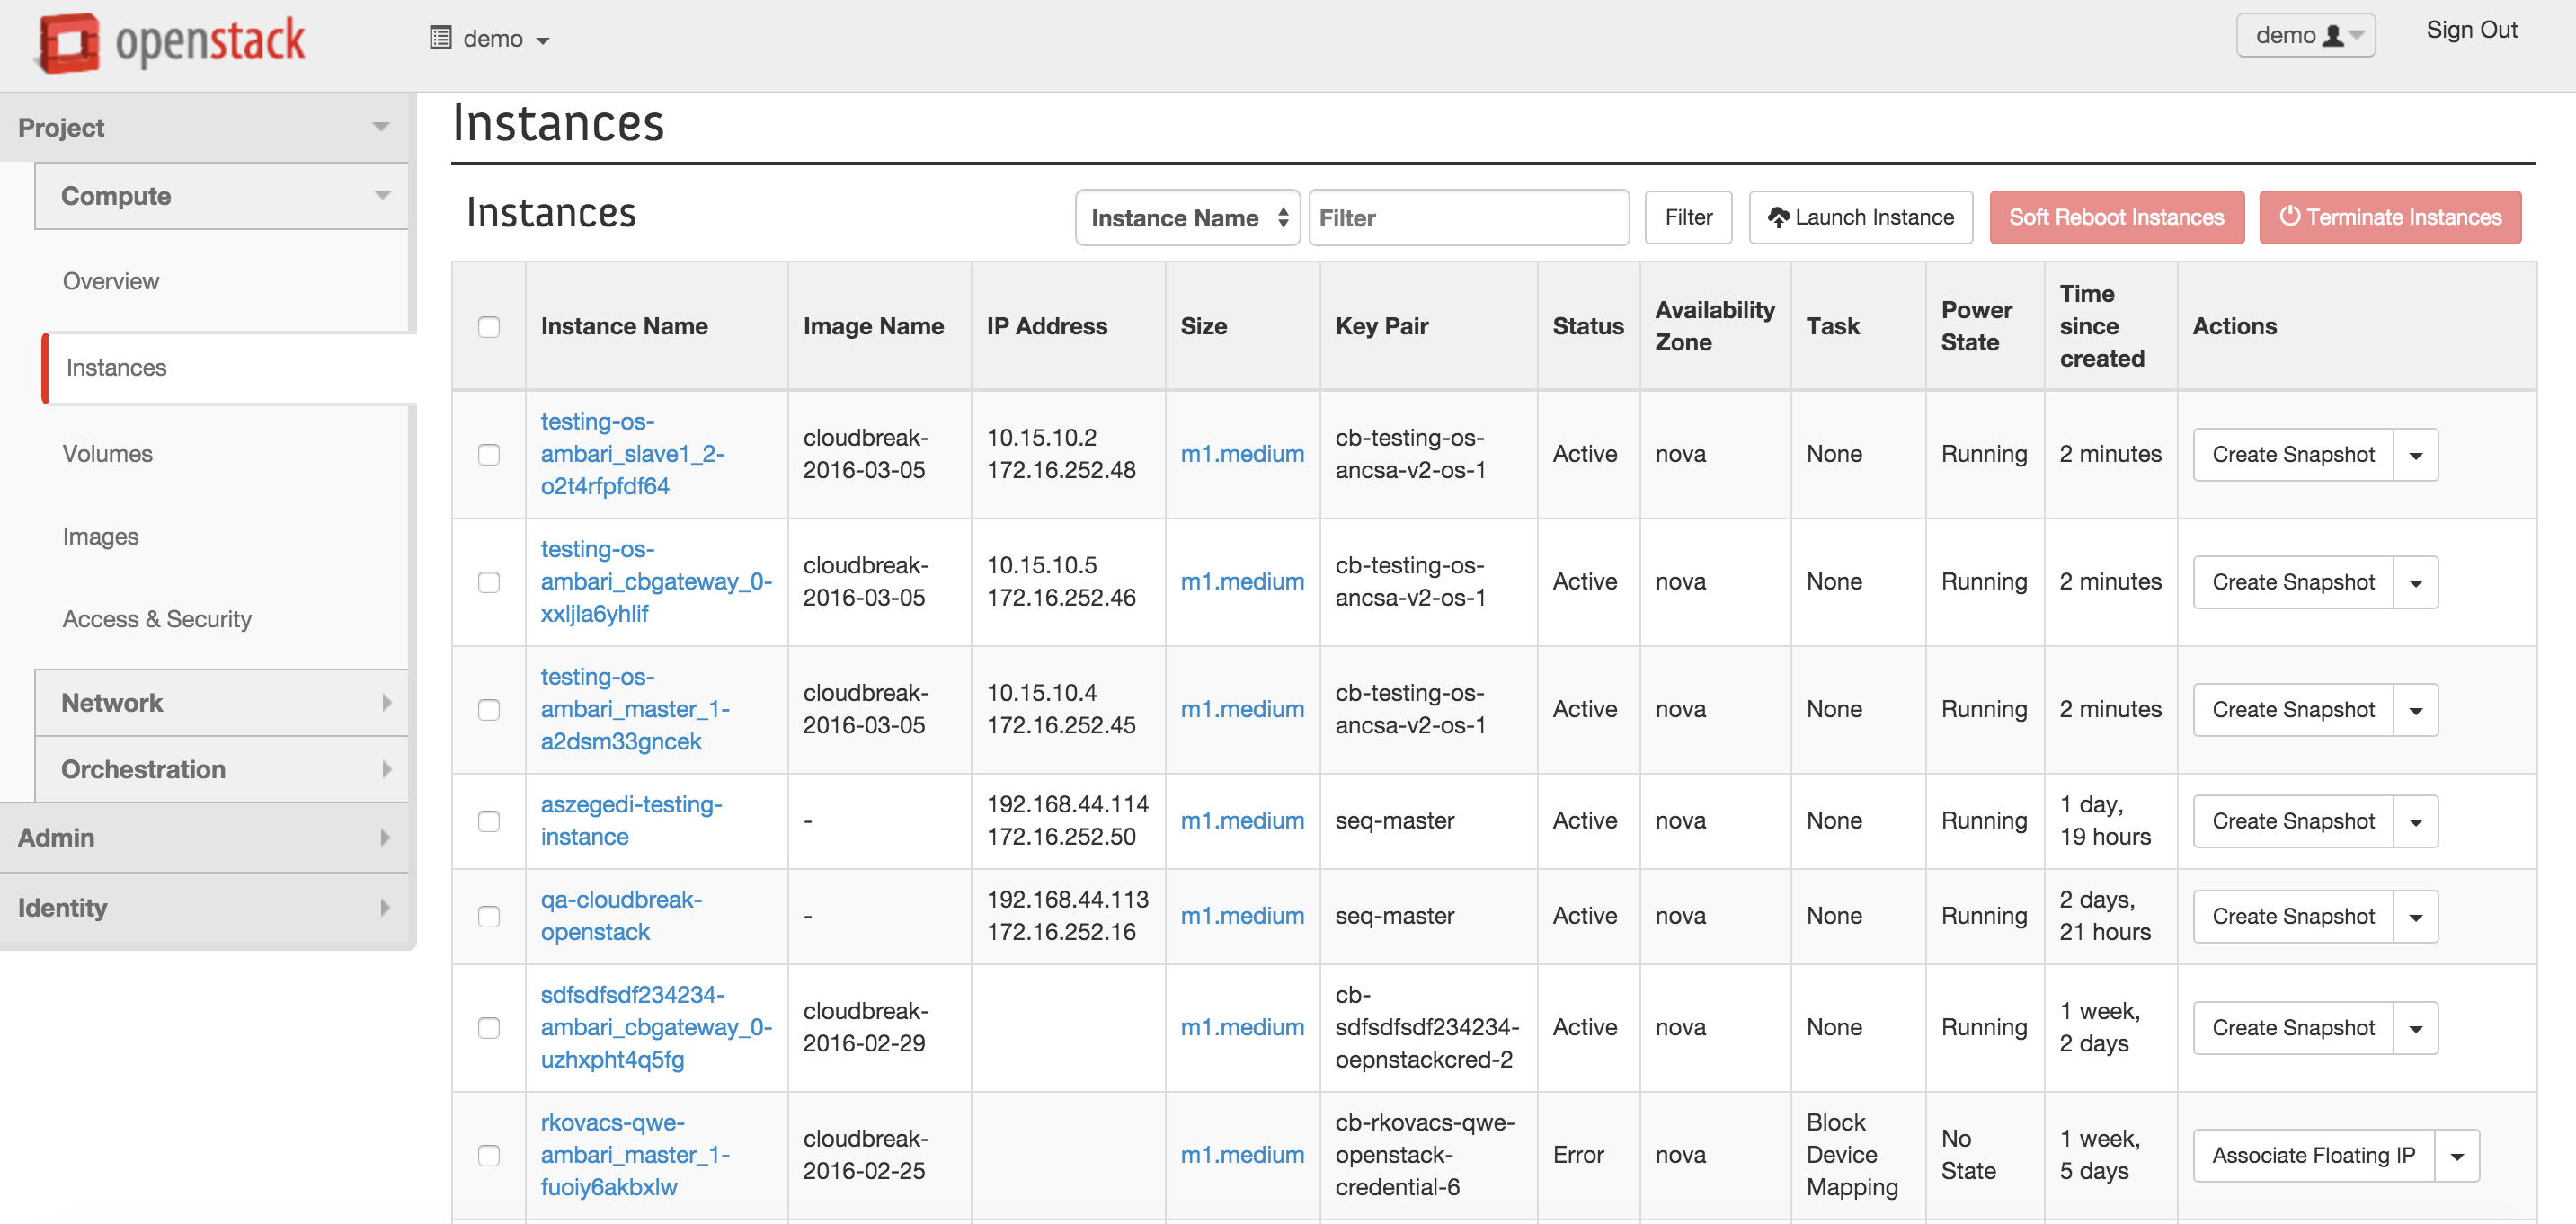 openstack
demo
demo
Sign Out
Project
Compute
Overview
Instances
Volumes
Images
Access & Security
Network
Orchestration
Admin
Identity
Instances
Instances
Instance Name
Filter
Filter
Launch Instance
Soft Reboot Instances
Terminate Instances
Instance Name
Image Name
IP Address
Size
Key Pair
Status
Availability
Zone
Task
Power
State
Time
since
created
Actions
testing-os-
ambari_slave1_2-
o2t4rfpfdf64
cloudbreak-
2016-03-05
10.15.10.2
172.16.252.48
m1.medium
cb-testing-os-
ancsa-v2-os-1
Active
nova
None
Running
2 minutes
Create Snapshot
testing-os-
ambari_cbgateway_0-
xxljla6yhlif
cloudbreak-
2016-03-05
10.15.10.5
172.16.252.46
m1.medium
cb-testing-os-
ancsa-v2-os-1
Active
nova
None
Running
2 minutes
Create Snapshot
testing-os-
ambari_master_1-
a2dsm33gncek
cloudbreak-
2016-03-05
10.15.10.4
172.16.252.45
m1.medium
cb-testing-os-
ancsa-v2-os-1
Active
nova
None
Running
2 minutes
Create Snapshot
aszegedi-testing-
instance
-
192.168.44.114
172.16.252.50
m1.medium
seq-master
Active
nova
None
Running
1 day,
19 hours
Create Snapshot
qa-cloudbreak-
openstack
-
192.168.44.113
172.16.252.16
m1.medium
seq-master
Active
nova
None
Running
2 days,
21 hours
Create Snapshot
sdfsdfsdf234234-
ambari_cbgateway_0-
uzhxpht4q5fg
cloudbreak-
2016-02-29
m1.medium
cb-
sdfsdfsdf234234-
oepnstackcred-2
Active
nova
None
Running
1 week,
2 days
Create Snapshot
rkovacs-qwe-
ambari_master_1-
fuoiy6akbxlw
cloudbreak-
2016-02-25
m1.medium
cb-rkovacs-qwe-
openstack-
credential-6
Error
nova
Block
Device
Mapping
No
State
1 week,
5 days
Associate Floating IP